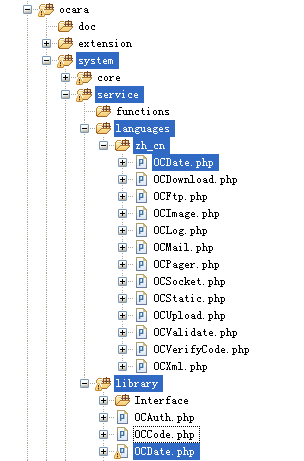 ocara
doc
extension
system
core
service
functions
languages
zh_cn
OCDate.php
OCDownload.php
OCFtp.php
OCImage.php
OCLog.php
OCMail.php
OCPager.php
OCSocket.php
OCStatic.php
OCUpload.php
OCValidate.php
OCVerifyCode.php
OCXml.php
library
Interface
OCAuth.php
OCCode.php
OCDate.php